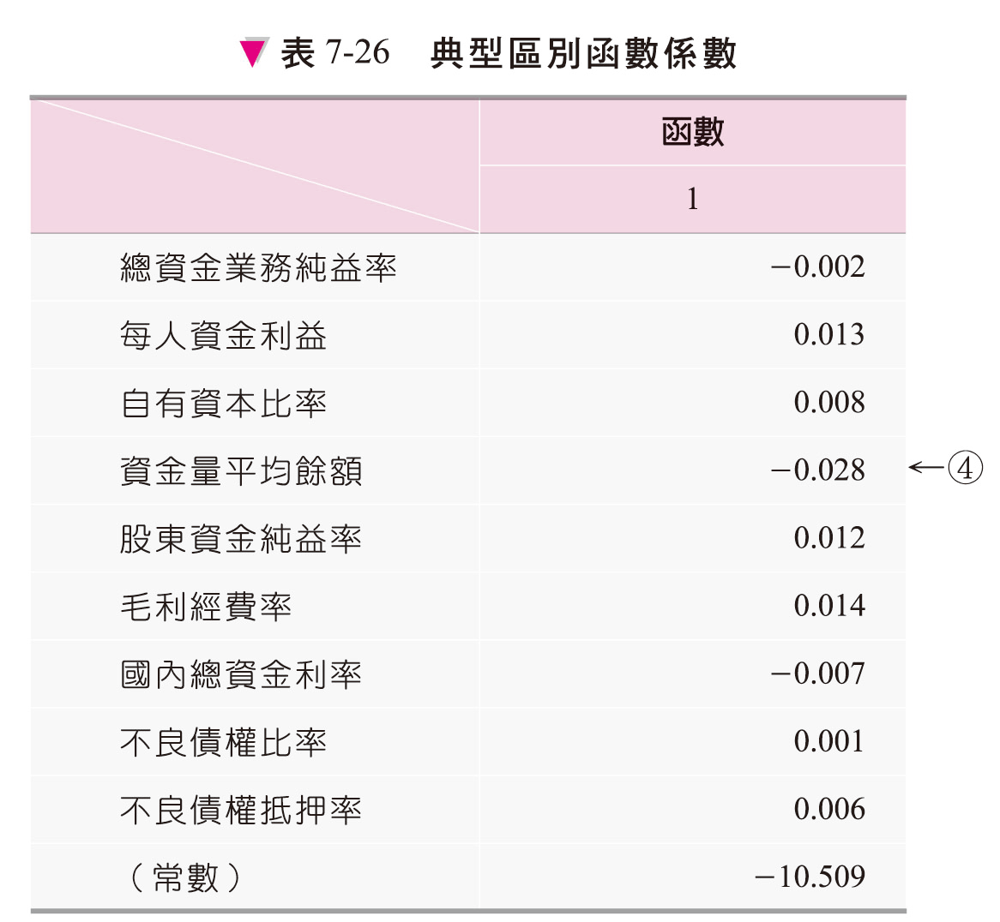 ▼表 7-26 典型區別函數係數
函數
1
總資金業務純益率 −0.002
每人資金利益 0.013
自有資本比率 0.008
資金量平均餘額 −0.028 ←④
股東資金純益率 0.012
毛利經費率 0.014
國內總資金利率 −0.007
不良債權比率 0.001
不良債權抵押率 0.006
（常數） −10.509